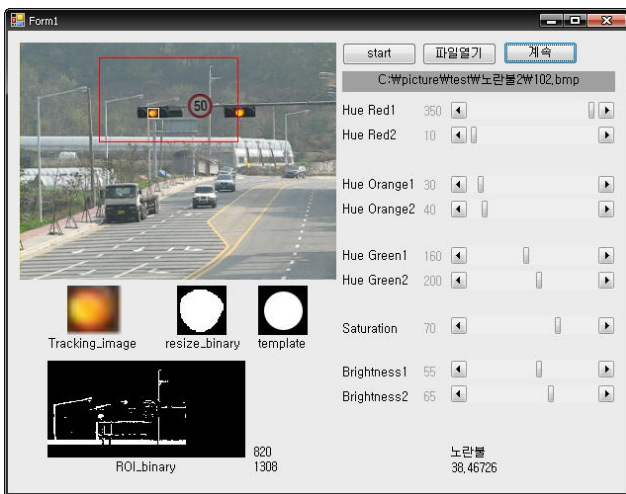 Form1
start 파일열기 계속
C:₩picture₩test₩노란불2₩102.bmp
50
Hue Red1 350
Hue Red2 10
Hue Orange1 30
Hue Orange2 40
Hue Green1 160
Hue Green2 200
Saturation 70
Brightness1 55
Brightness2 65
Tracking_image resize_binary template
ROI_binary
820
1308
노란불
38.46726